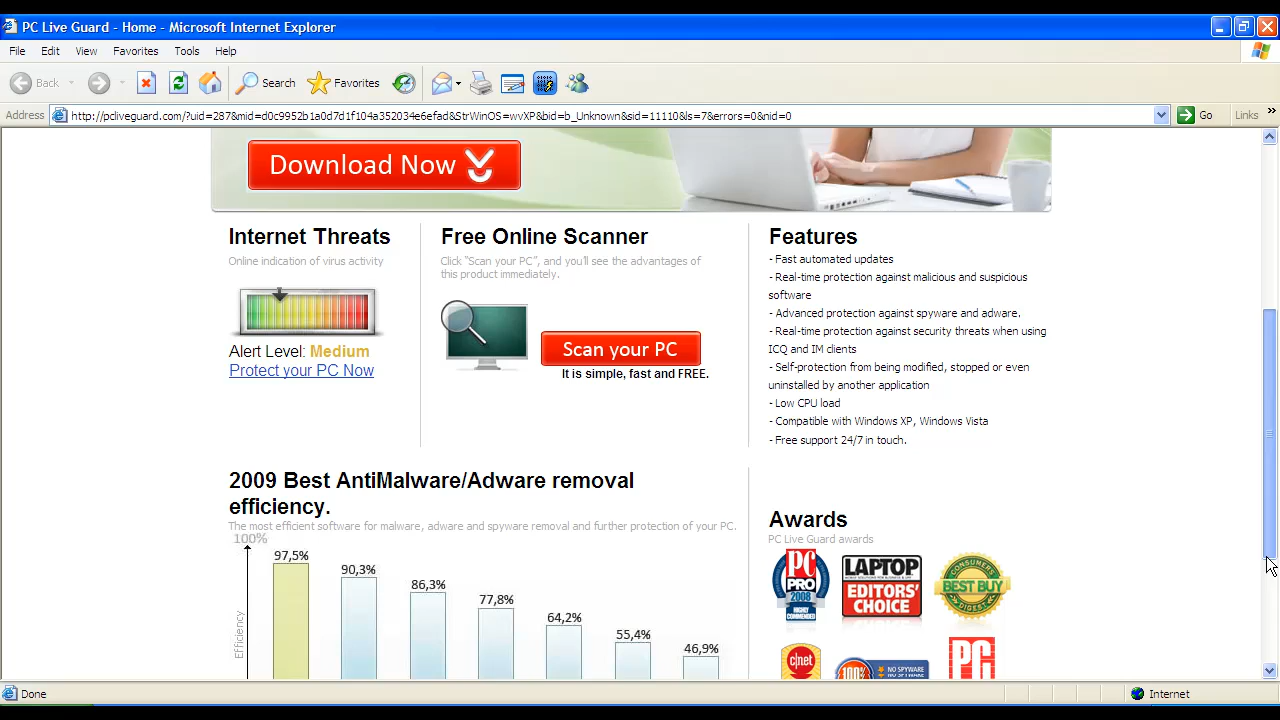 PC Live Guard - Home - Microsoft Internet Explorer
File Edit View Favorites Tools Help
Back Search Favorites
Address http://pcliveguard.com/?uid=287&mid=d0c9952b1a0d7d1f104a352034e6efad&StrWinOS=wvXP&bid=b_Unknown&sid=11110&ls=7&errors=0&nid=0 Go Links »
Download Now
Internet Threats
Online indication of virus activity
Alert Level: Medium
Protect your PC Now
Free Online Scanner
Click "Scan your PC", and you'll see the advantages of
this product immediately.
Scan your PC
It is simple, fast and FREE.
Features
- Fast automated updates
- Real-time protection against malicious and suspicious
software
- Advanced protection against spyware and adware.
- Real-time protection against security threats when using
ICQ and IM clients
- Self-protection from being modified, stopped or even
uninstalled by another application
- Low CPU load
- Compatible with Windows XP, Windows Vista
- Free support 24/7 in touch.
2009 Best AntiMalware/Adware removal
efficiency.
The most efficient software for malware, adware and spyware removal and further protection of your PC.
100%
97,5%
90,3%
86,3%
77,8%
64,2%
55,4%
46,9%
Efficiency
Awards
PC Live Guard awards
PC
PRO
2008
HIGHLY
COMMENDED
LAPTOP
EDITORS'
CHOICE
CONSUMERS
BEST BUY
DIGEST
c|net
100%
NO SPYWARE
PC
Done Internet